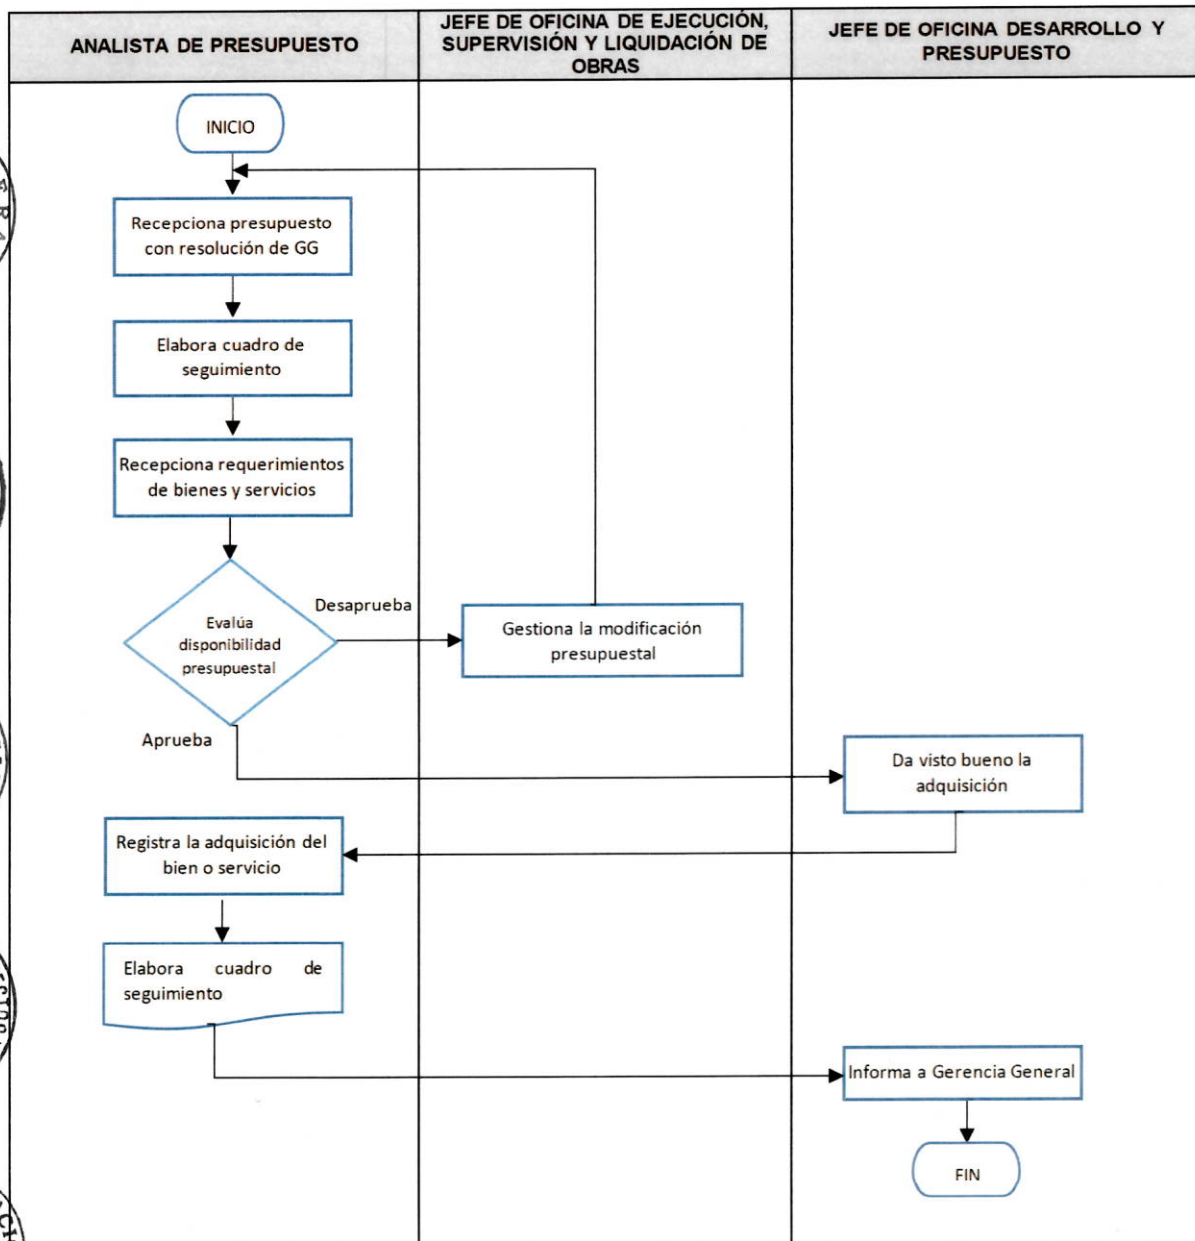 ANALISTA DE PRESUPUESTO
JEFE DE OFICINA DE EJECUCIÓN,
SUPERVISIÓN Y LIQUIDACIÓN DE
OBRAS
JEFE DE OFICINA DESARROLLO Y
PRESUPUESTO
INICIO
Recepciona presupuesto
con resolución de GG
Elabora cuadro de
seguimiento
Recepciona requerimientos
de bienes y servicios
Evalúa
disponibilidad
presupuestal
Desaprueba
Gestiona la modificación
presupuestal
Aprueba
Da visto bueno la
adquisición
Registra la adquisición del
bien o servicio
Elabora cuadro de
seguimiento
Informa a Gerencia General
FIN